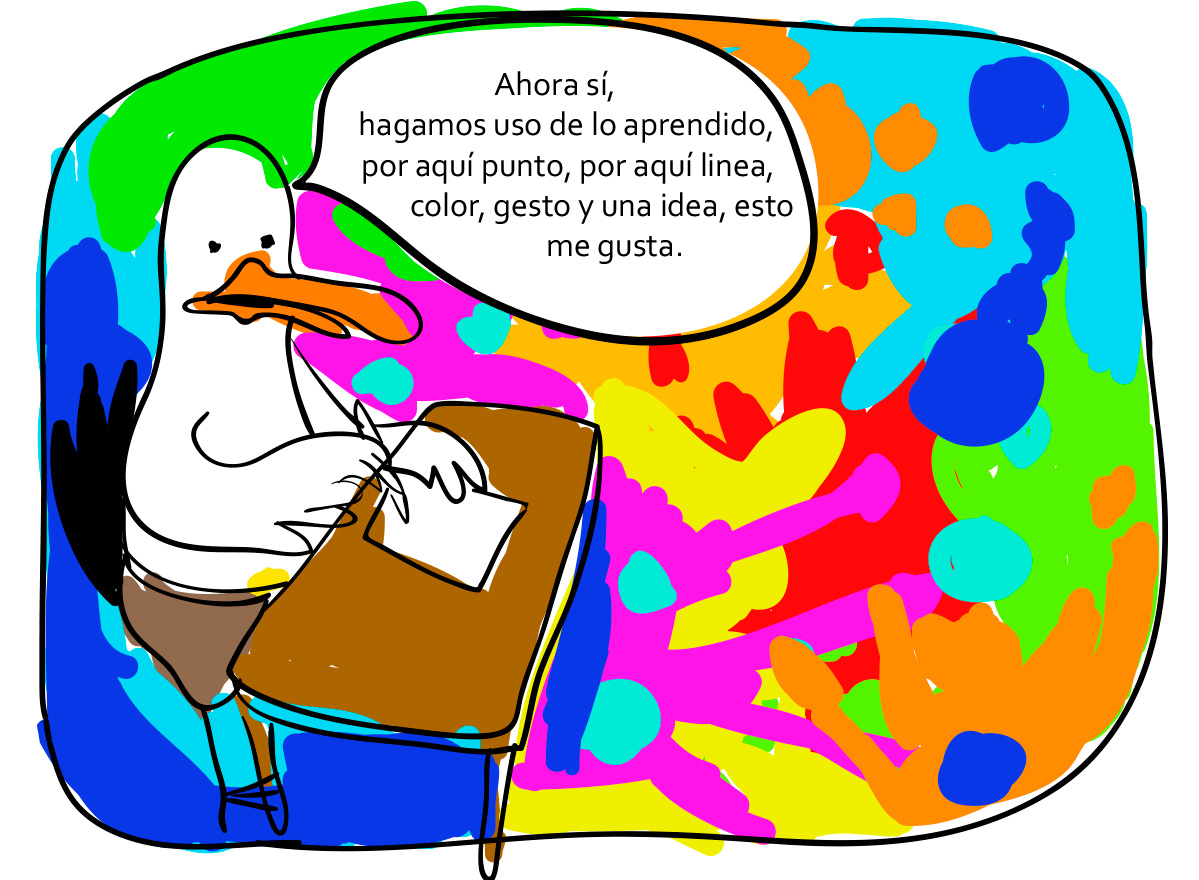 Ahora sí,
hagamos uso de lo aprendido,
por aquí punto, por aquí linea,
color, gesto y una idea, esto
me gusta.